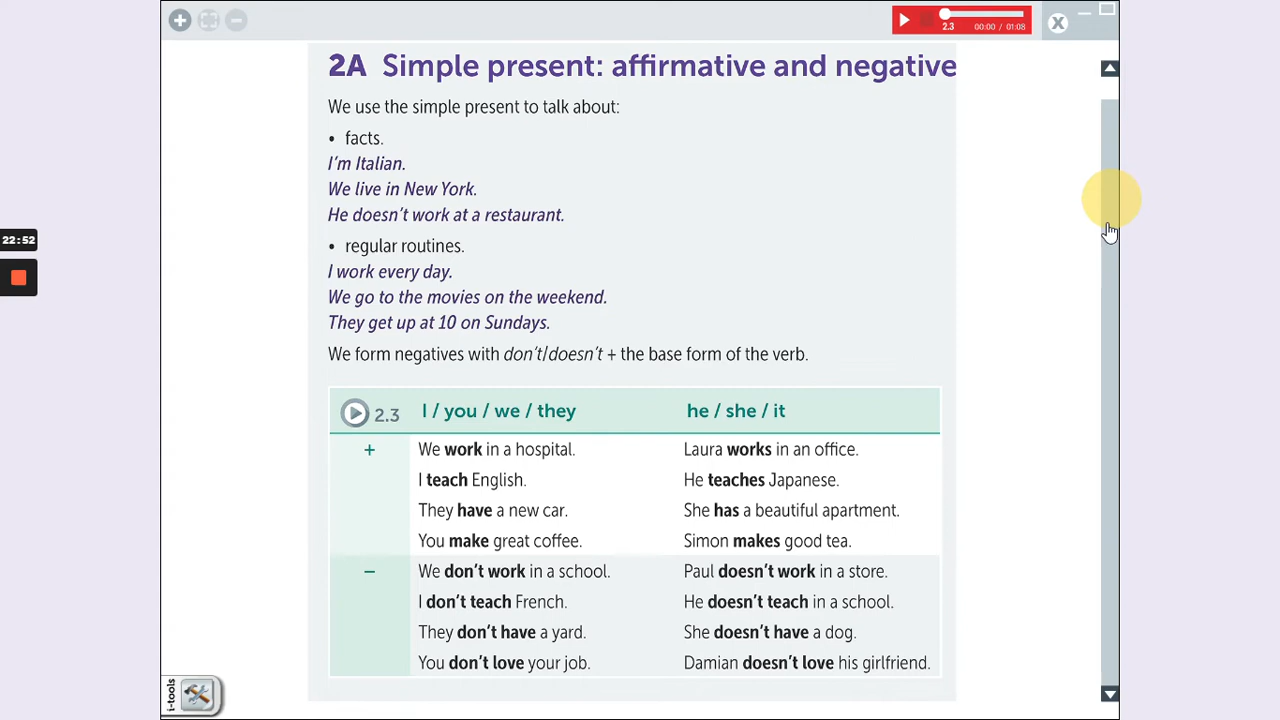 2.3 00:00 / 01:08
X
2A Simple present: affirmative and negative
We use the simple present to talk about:
• facts.
I'm Italian.
We live in New York.
He doesn't work at a restaurant.
22:52
• regular routines.
I work every day.
We go to the movies on the weekend.
They get up at 10 on Sundays.
We form negatives with don't/doesn't + the base form of the verb.
2.3 I / you / we / they he / she / it
+ We work in a hospital. Laura works in an office.
I teach English. He teaches Japanese.
They have a new car. She has a beautiful apartment.
You make great coffee. Simon makes good tea.
– We don't work in a school. Paul doesn't work in a store.
I don't teach French. He doesn't teach in a school.
They don't have a yard. She doesn't have a dog.
You don't love your job. Damian doesn't love his girlfriend.
i-tools